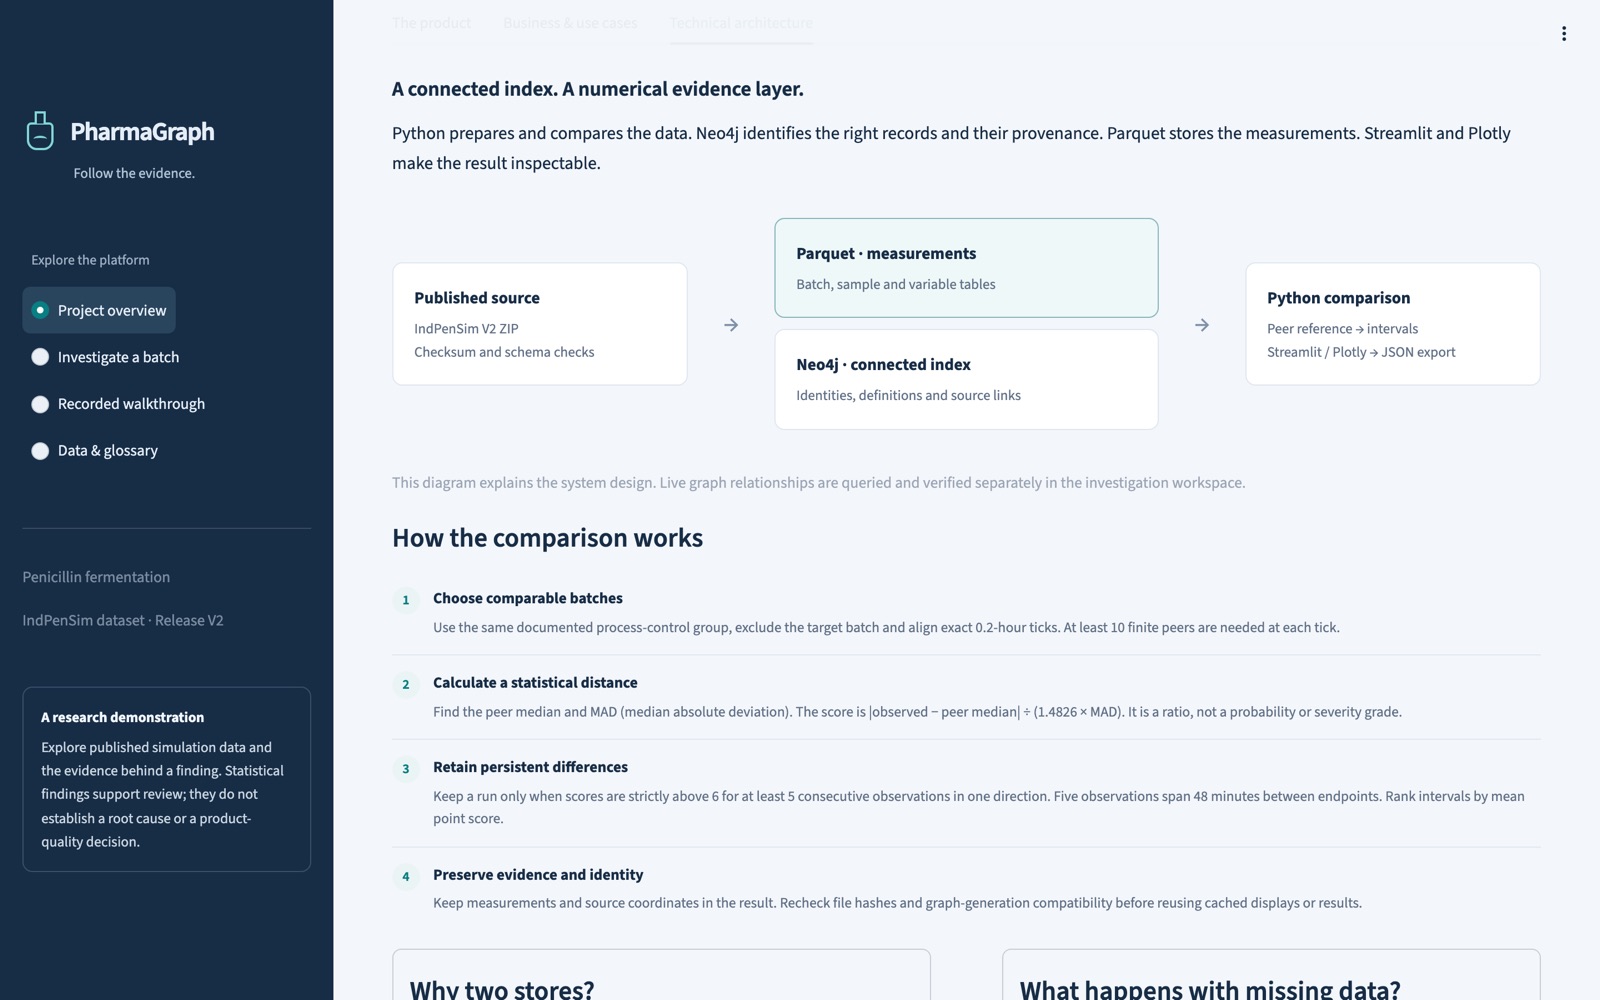 PharmaGraph
Follow the evidence.
Explore the platform
Project overview
Investigate a batch
Recorded walkthrough
Data & glossary
Penicillin fermentation
IndPenSim dataset · Release V2
A research demonstration
Explore published simulation data and
the evidence behind a finding. Statistical
findings support review; they do not
establish a root cause or a product-
quality decision.
The product
Business & use cases
Technical architecture
A connected index. A numerical evidence layer.
Python prepares and compares the data. Neo4j identifies the right records and their provenance. Parquet stores the measurements. Streamlit and Plotly
make the result inspectable.
Published source
IndPenSim V2 ZIP
Checksum and schema checks
→
Parquet · measurements
Batch, sample and variable tables
Neo4j · connected index
Identities, definitions and source links
→
Python comparison
Peer reference → intervals
Streamlit / Plotly → JSON export
This diagram explains the system design. Live graph relationships are queried and verified separately in the investigation workspace.
How the comparison works
1
Choose comparable batches
Use the same documented process-control group, exclude the target batch and align exact 0.2-hour ticks. At least 10 finite peers are needed at each tick.
2
Calculate a statistical distance
Find the peer median and MAD (median absolute deviation). The score is |observed − peer median| ÷ (1.4826 × MAD). It is a ratio, not a probability or severity grade.
3
Retain persistent differences
Keep a run only when scores are strictly above 6 for at least 5 consecutive observations in one direction. Five observations span 48 minutes between endpoints. Rank intervals by mean
point score.
4
Preserve evidence and identity
Keep measurements and source coordinates in the result. Recheck file hashes and graph-generation compatibility before reusing cached displays or results.
Why two stores?
What happens with missing data?